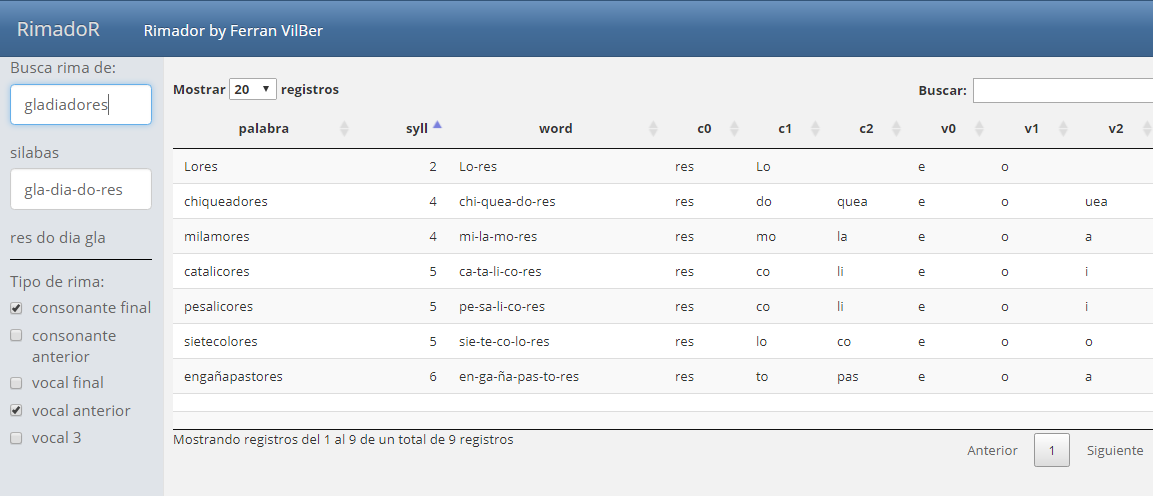 RimadoR Rimador by Ferran VilBer
Busca rima de:
gladiadores
silabas
gla-dia-do-res
res do dia gla
Tipo de rima:
consonante final
consonante
anterior
vocal final
vocal anterior
vocal 3
Mostrar 20 registros
Buscar:
palabra syll word c0 c1 c2 v0 v1 v2
Lores 2 Lo-res res Lo e o
chiqueadores 4 chi-quea-do-res res do quea e o uea
milamores 4 mi-la-mo-res res mo la e o a
catalicores 5 ca-ta-li-co-res res co li e o i
pesalicores 5 pe-sa-li-co-res res co li e o i
sietecolores 5 sie-te-co-lo-res res lo co e o o
engañapastores 6 en-ga-ña-pas-to-res res to pas e o a
Mostrando registros del 1 al 9 de un total de 9 registros
Anterior 1 Siguiente